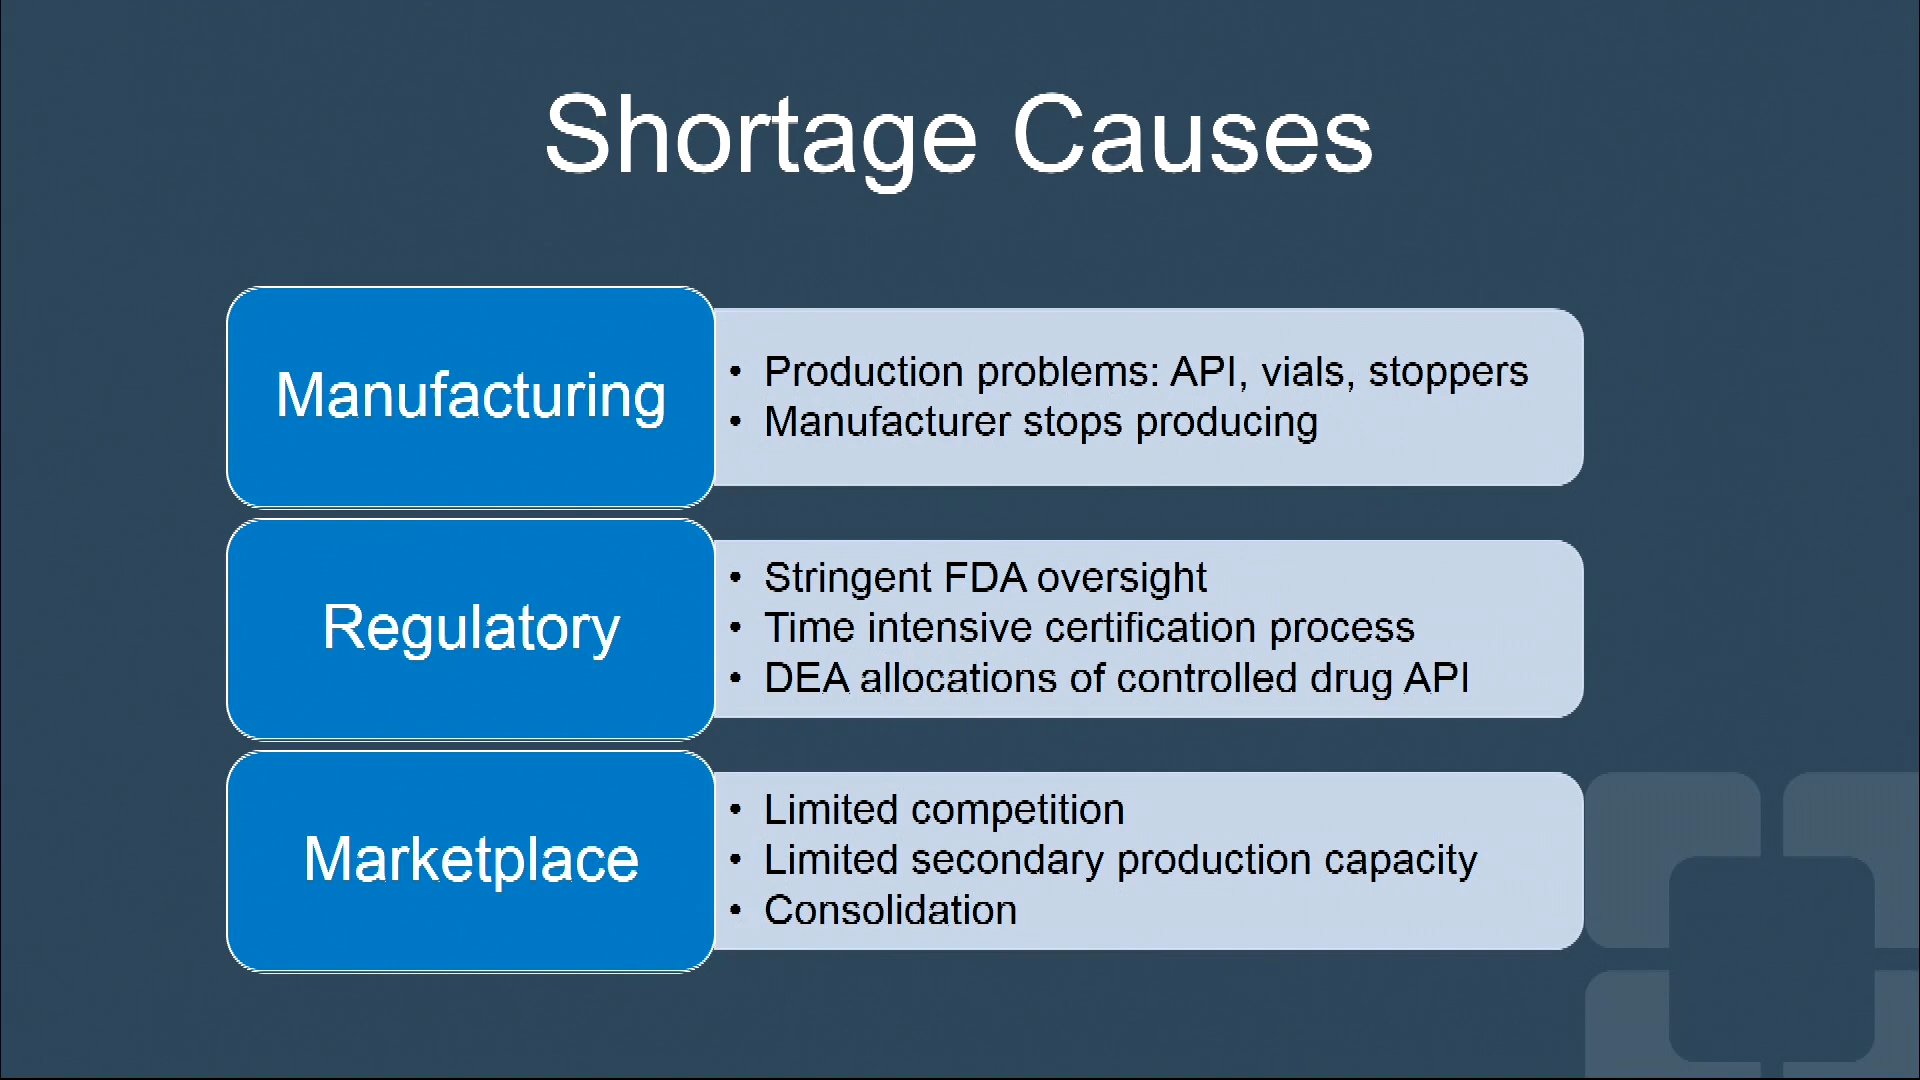 Shortage Causes
Manufacturing
• Production problems: API, vials, stoppers
• Manufacturer stops producing
Regulatory
• Stringent FDA oversight
• Time intensive certification process
• DEA allocations of controlled drug API
Marketplace
• Limited competition
• Limited secondary production capacity
• Consolidation